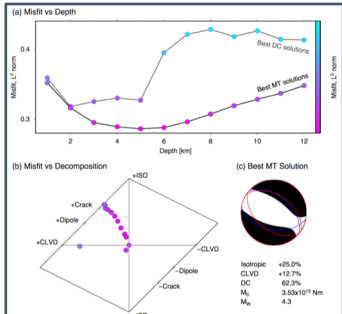 (a) Misfit vs Depth
Misfit, L² norm
0.4
0.3
Best DC solutions
Best MT solutions
Misfit, L² norm
2
4
6
8
10
12
Depth [km]
(b) Misfit vs Decomposition
+ISO
+Crack
+Dipole
+CLVD
-CLVD
-Dipole
-Crack
-ISO
(c) Best MT Solution
Isotropic +25.0%
CLVD +12.7%
DC 62.3%
M₀ 3.53x10¹⁵ Nm
Mw 4.3